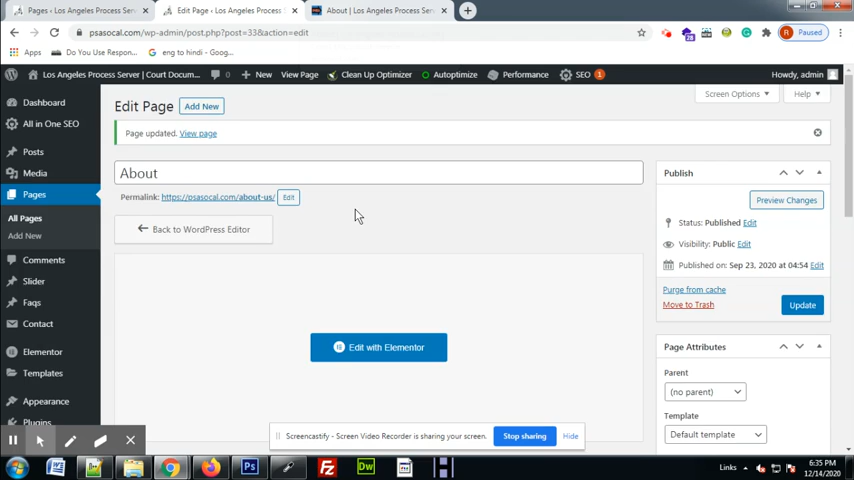 Pages ‹ Los Angeles Process Serve
Edit Page ‹ Los Angeles Process S
About | Los Angeles Process Serv
psasocal.com/wp-admin/post.php?post=33&action=edit
Paused
Apps
Do You Use Respon...
eng to hindi - Goog...
Los Angeles Process Server | Court Docum...
0
New
View Page
Clean Up Optimizer
Autoptimize
Performance
SEO
1
Howdy, admin
Dashboard
All in One SEO
Posts
Media
Pages
All Pages
Add New
Comments
Slider
Faqs
Contact
Elementor
Templates
Appearance
Plugins
Edit Page
Add New
Screen Options
Help
Page updated. View page
About
Permalink: https://psasocal.com/about-us/
Edit
Back to WordPress Editor
Edit with Elementor
Publish
Preview Changes
Status: Published Edit
Visibility: Public Edit
Published on: Sep 23, 2020 at 04:54 Edit
Purge from cache
Move to Trash
Update
Page Attributes
Parent
(no parent)
Template
Default template
Screencastify - Screen Video Recorder is sharing your screen.
Stop sharing
Hide
Ps
Fz
Dw
Links
6:35 PM
12/14/2020